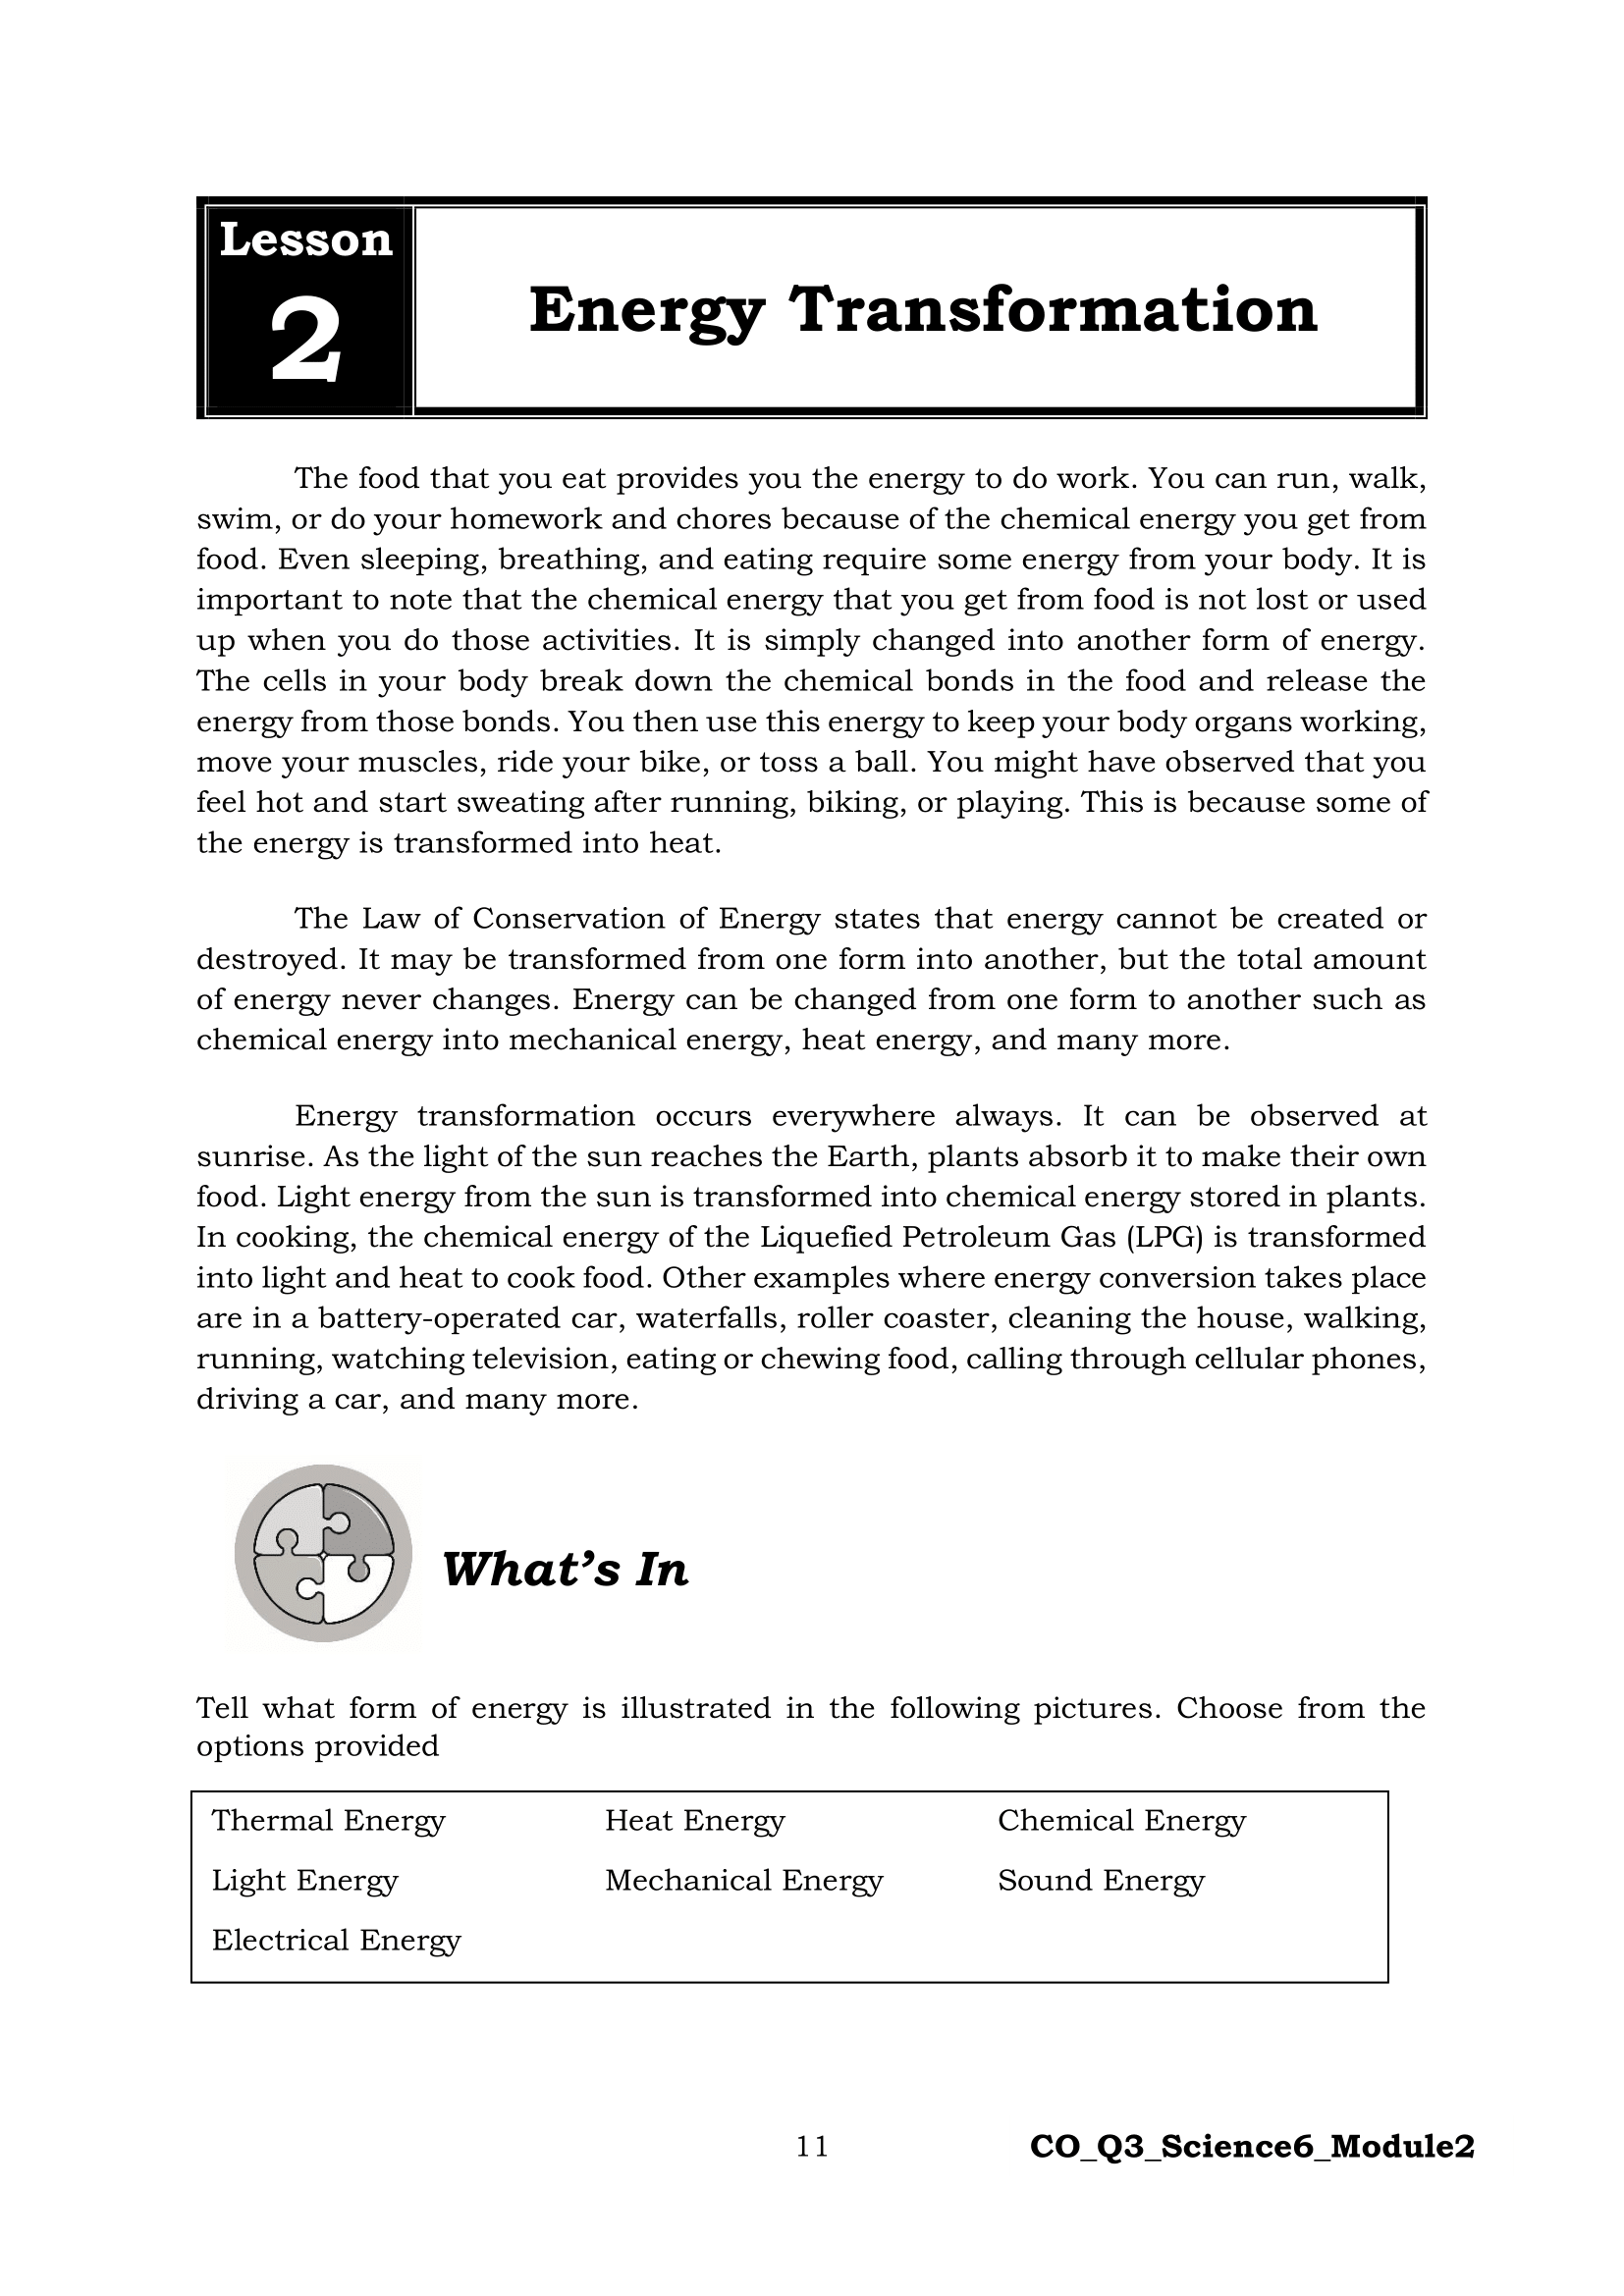 Lesson
2
Energy Transformation
The food that you eat provides you the energy to do work. You can run, walk,
swim, or do your homework and chores because of the chemical energy you get from
food. Even sleeping, breathing, and eating require some energy from your body. It is
important to note that the chemical energy that you get from food is not lost or used
up when you do those activities. It is simply changed into another form of energy.
The cells in your body break down the chemical bonds in the food and release the
energy from those bonds. You then use this energy to keep your body organs working,
move your muscles, ride your bike, or toss a ball. You might have observed that you
feel hot and start sweating after running, biking, or playing. This is because some of
the energy is transformed into heat.
The Law of Conservation of Energy states that energy cannot be created or
destroyed. It may be transformed from one form into another, but the total amount
of energy never changes. Energy can be changed from one form to another such as
chemical energy into mechanical energy, heat energy, and many more.
Energy transformation occurs everywhere always. It can be observed at
sunrise. As the light of the sun reaches the Earth, plants absorb it to make their own
food. Light energy from the sun is transformed into chemical energy stored in plants.
In cooking, the chemical energy of the Liquefied Petroleum Gas (LPG) is transformed
into light and heat to cook food. Other examples where energy conversion takes place
are in a battery-operated car, waterfalls, roller coaster, cleaning the house, walking,
running, watching television, eating or chewing food, calling through cellular phones,
driving a car, and many more.
What's In
Tell what form of energy is illustrated in the following pictures. Choose from the
options provided
Thermal Energy Heat Energy Chemical Energy
Light Energy Mechanical Energy Sound Energy
Electrical Energy
11 CO_Q3_Science6_Module2